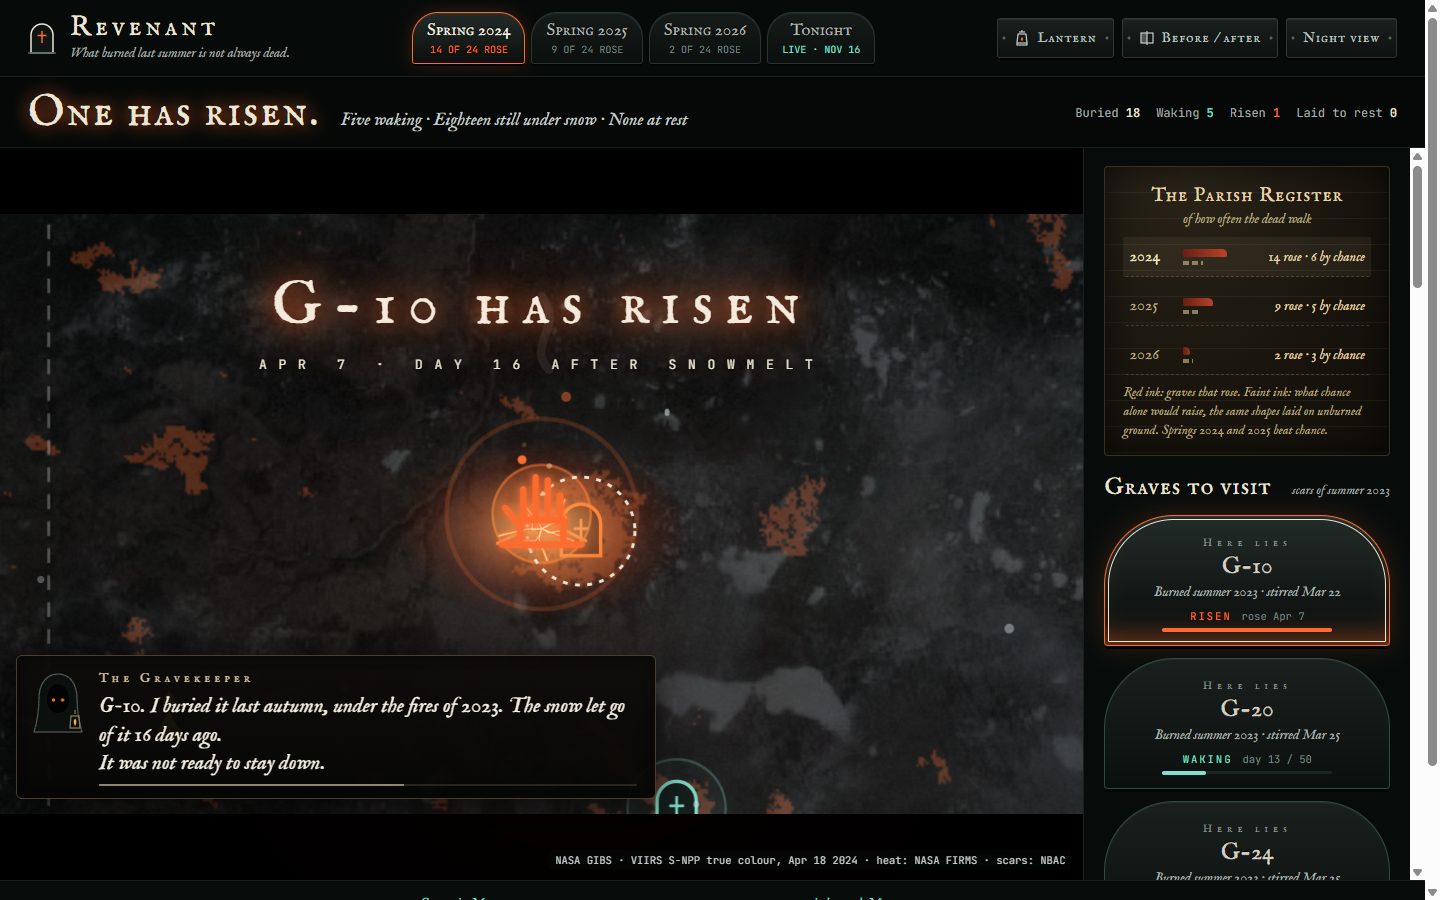 Revenant
What burned last summer is not always dead.
Spring 2024
14 OF 24 ROSE
Spring 2025
9 OF 24 ROSE
Spring 2026
2 OF 24 ROSE
Tonight
LIVE · NOV 16
Lantern
Before / after
Night view
One has risen.
Five waking · Eighteen still under snow · None at rest
Buried 18 Waking 5 Risen 1 Laid to rest 0
G-10 has risen
APR 7 · DAY 16 AFTER SNOWMELT
The Gravekeeper
G-10. I buried it last autumn, under the fires of 2023. The snow let go
of it 16 days ago.
It was not ready to stay down.
NASA GIBS · VIIRS S-NPP true colour, Apr 18 2024 · heat: NASA FIRMS · scars: NBAC
The Parish Register
of how often the dead walk
2024 14 rose · 6 by chance
2025 9 rose · 5 by chance
2026 2 rose · 3 by chance
Red ink: graves that rose. Faint ink: what chance
alone would raise, the same shapes laid on unburned
ground. Springs 2024 and 2025 beat chance.
Graves to visit
scars of summer 2023
Here lies
G-10
Burned summer 2023 · stirred Mar 22
RISEN rose Apr 7
Here lies
G-20
Burned summer 2023 · stirred Mar 25
WAKING day 13 / 50
Here lies
G-24
Burned summer 2023 · stirred Mar 25